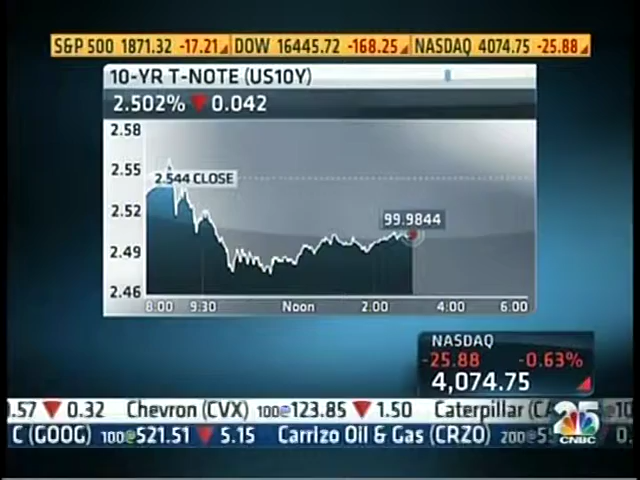 S&P 500 1871.32 -17.21 DOW 16445.72 -168.25 NASDAQ 4074.75 -25.88
10-YR T-NOTE (US10Y)
2.502% ▼ 0.042
2.58
2.55
2.544 CLOSE
2.52
99.9844
2.49
2.46
8:00 9:30 Noon 2:00 4:00 6:00
NASDAQ
-25.88 -0.63%
4,074.75
.57 ▼ 0.32 Chevron (CVX) 100@123.85 ▼ 1.50 Caterpillar (CA
C (GOOG) 100@521.51 ▼ 5.15 Carrizo Oil & Gas (CRZO) 200@5
25
CNBC